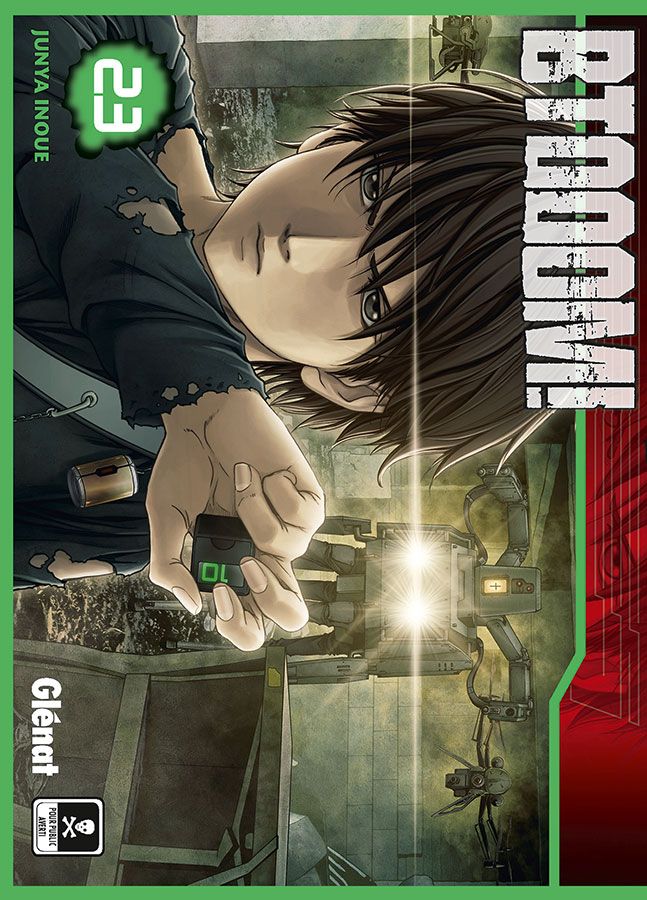 BTOOOM!
23
JUNYA INOUE
10
Glénat
POUR PUBLIC
AVERTI